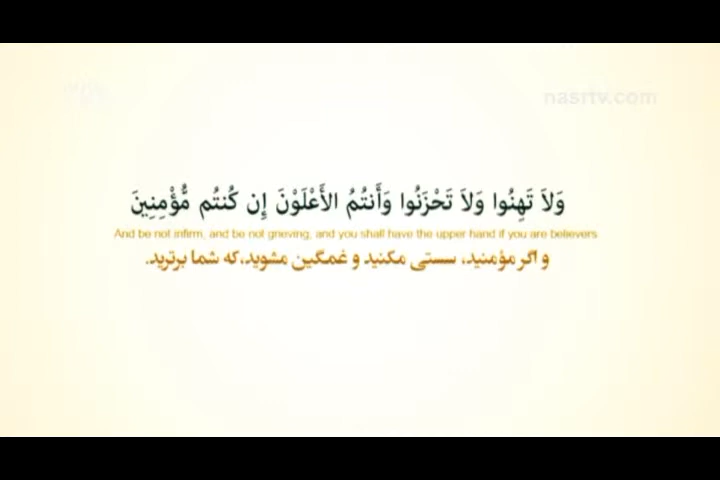 nasrtv.com
وَلاَ تَهِنُوا وَلاَ تَحْزَنُوا وَأَنتُمُ الأَعْلَوْنَ إِن كُنتُم مُّؤْمِنِينَ
And be not infirm, and be not grieving, and you shall have the upper hand if you are believers
و اگر مؤمنید، سستی مکنید و غمگین مشوید،که شما برترید.